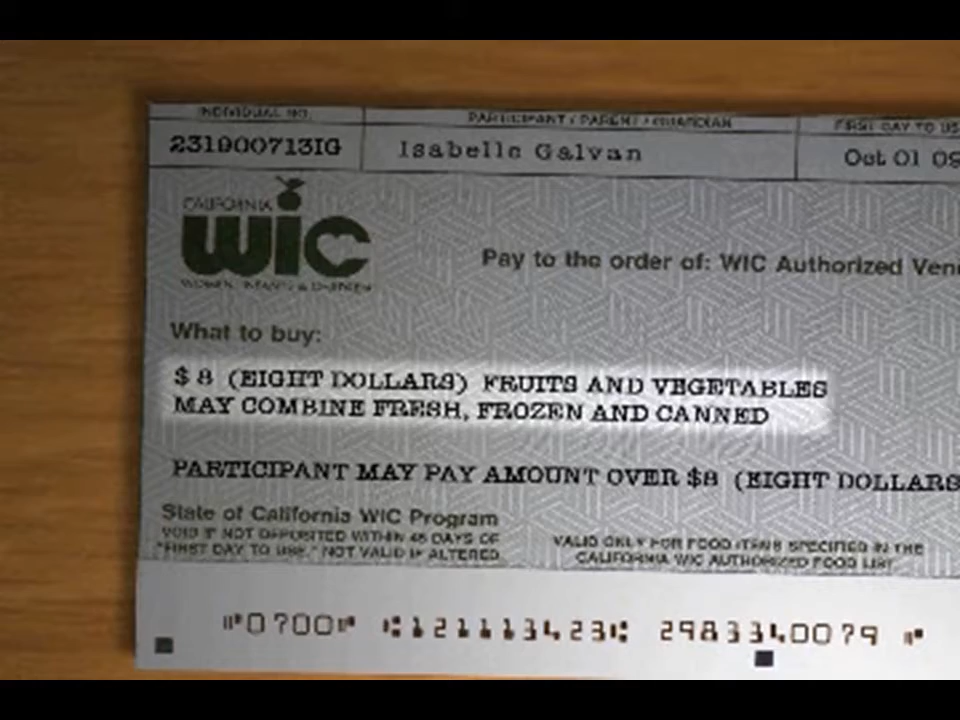 INDIVIDUAL NO.
PARTICIPANT / PARENT / GUARDIAN
FIRST DAY TO US
231900713IG
Isabelle Galvan
Oct 01 09
CALIFORNIA
wic
WOMEN, INFANTS & CHILDREN
Pay to the order of: WIC Authorized Ven
What to buy:
$ 8 (EIGHT DOLLARS) FRUITS AND VEGETABLES
MAY COMBINE FRESH, FROZEN AND CANNED
PARTICIPANT MAY PAY AMOUNT OVER $8 (EIGHT DOLLARS
State of California WIC Program
VOID IF NOT DEPOSITED WITHIN 45 DAYS OF
"FIRST DAY TO USE." NOT VALID IF ALTERED
VALID ONLY FOR FOOD ITEMS SPECIFIED IN THE
CALIFORNIA WIC AUTHORIZED FOOD LIST
⑈0700⑈ ⑆121113423⑆ 2983340079 ⑈